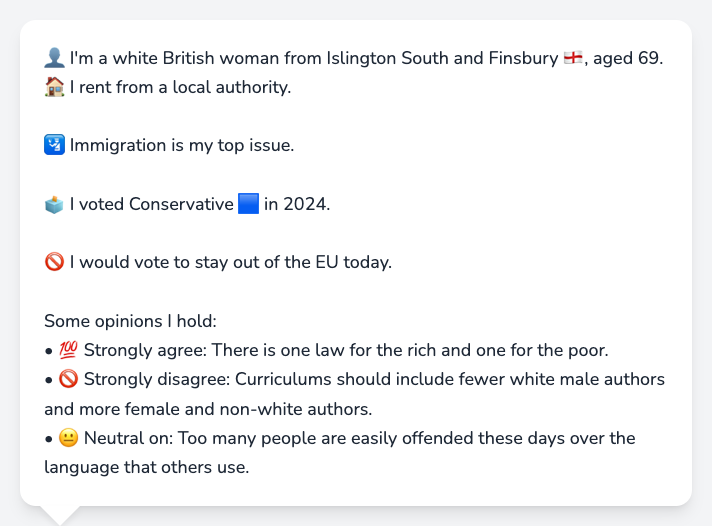 👤 I'm a white British woman from Islington South and Finsbury 🏴󠁧󠁢󠁥󠁮󠁧󠁿, aged 69.
🏠 I rent from a local authority.
🛂 Immigration is my top issue.
🗳️ I voted Conservative 🟦 in 2024.
🚫 I would vote to stay out of the EU today.
Some opinions I hold:
• 💯 Strongly agree: There is one law for the rich and one for the poor.
• 🚫 Strongly disagree: Curriculums should include fewer white male authors
and more female and non-white authors.
• 😐 Neutral on: Too many people are easily offended these days over the
language that others use.